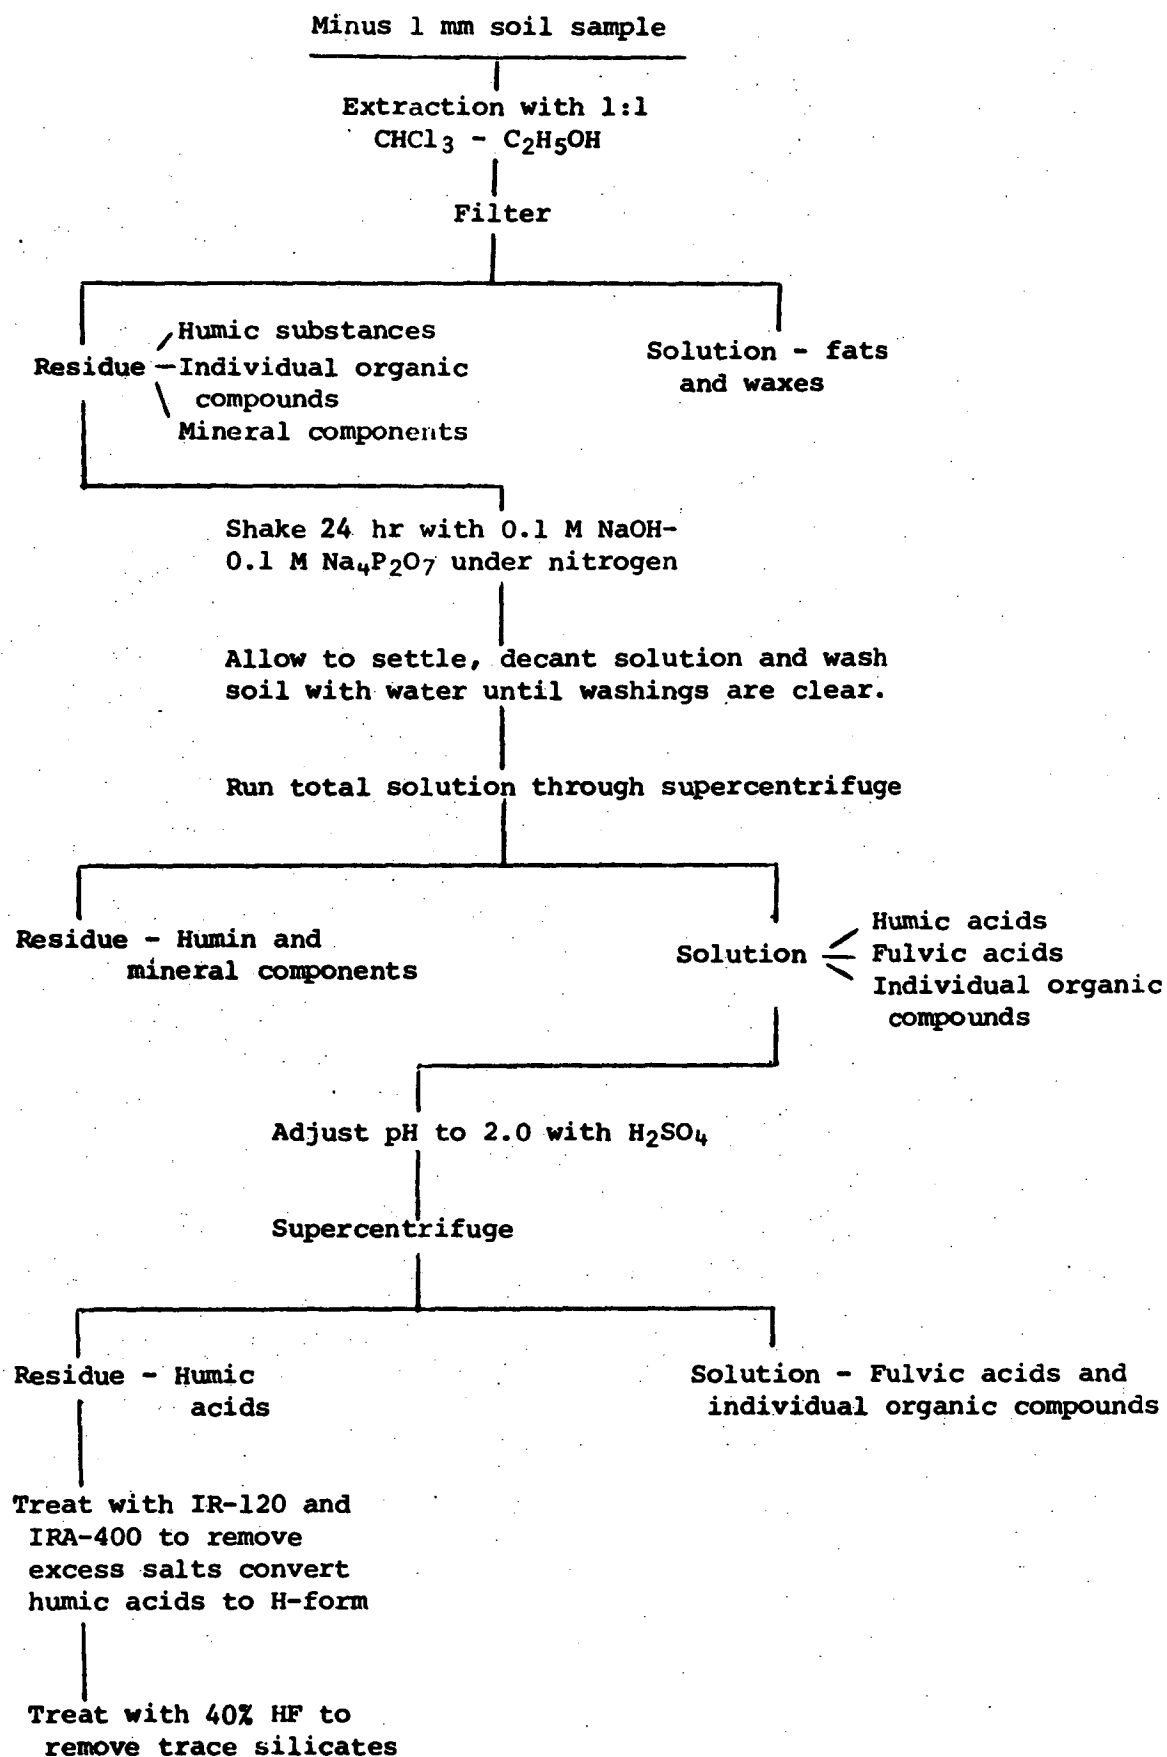 Minus 1 mm soil sample
Extraction with 1:1
CHCl3 - C2H5OH
Filter
Humic substances
Residue - Individual organic
compounds
Mineral components
Solution - fats
and waxes
Shake 24 hr with 0.1 M NaOH-
0.1 M Na4P2O7 under nitrogen
Allow to settle, decant solution and wash
soil with water until washings are clear.
Run total solution through supercentrifuge
Residue - Humin and
mineral components
Humic acids
Solution - Fulvic acids
Individual organic
compounds
Adjust pH to 2.0 with H2SO4
Supercentrifuge
Residue - Humic
acids
Solution - Fulvic acids and
individual organic compounds
Treat with IR-120 and
IRA-400 to remove
excess salts convert
humic acids to H-form
Treat with 40% HF to
remove trace silicates